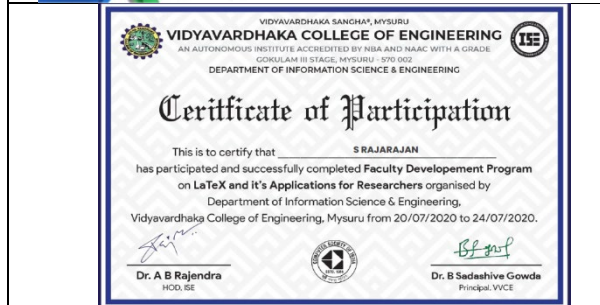 VIDYAVARDHAKA SANGHA®, MYSURU
VIDYAVARDHAKA COLLEGE OF ENGINEERING
AN AUTONOMOUS INSTITUTE ACCREDITED BY NBA AND NAAC WITH A GRADE
GOKULAM III STAGE, MYSURU - 570 002
DEPARTMENT OF INFORMATION SCIENCE & ENGINEERING
ISE
Ceritficate of Participation
This is to certify that S RAJARAJAN
has participated and successfully completed Faculty Developement Program
on LaTeX and it's Applications for Researchers organised by
Department of Information Science & Engineering,
Vidyavardhaka College of Engineering, Mysuru from 20/07/2020 to 24/07/2020.
Dr. A B Rajendra
HOD, ISE
Dr. B Sadashive Gowda
Principal, VVCE